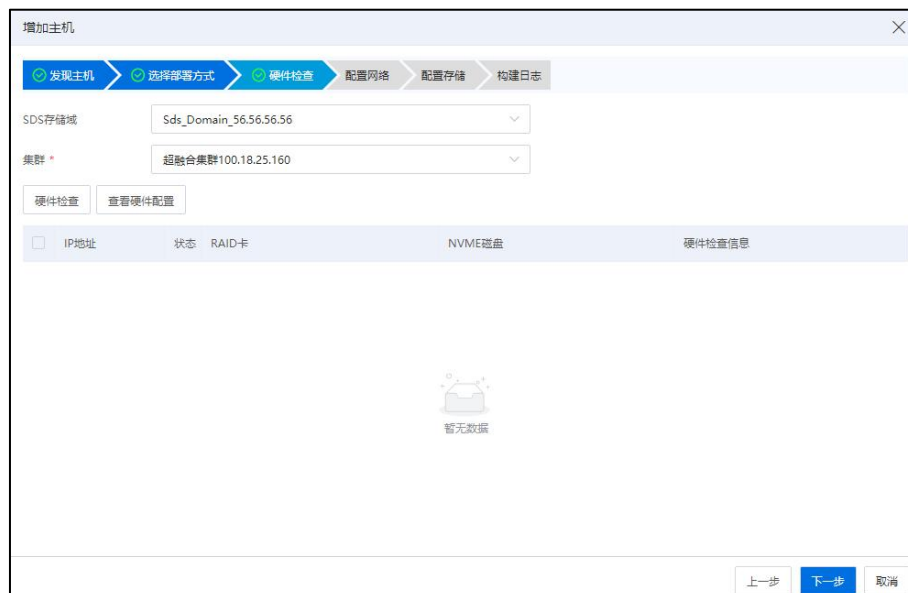 增加主机
发现主机 选择部署方式 硬件检查 配置网络 配置存储 构建日志
SDS存储域 Sds_Domain_56.56.56.56
集群 * 超融合集群100.18.25.160
硬件检查 查看硬件配置
IP地址 状态 RAID卡 NVME磁盘 硬件检查信息
暂无数据
上一步 下一步 取消